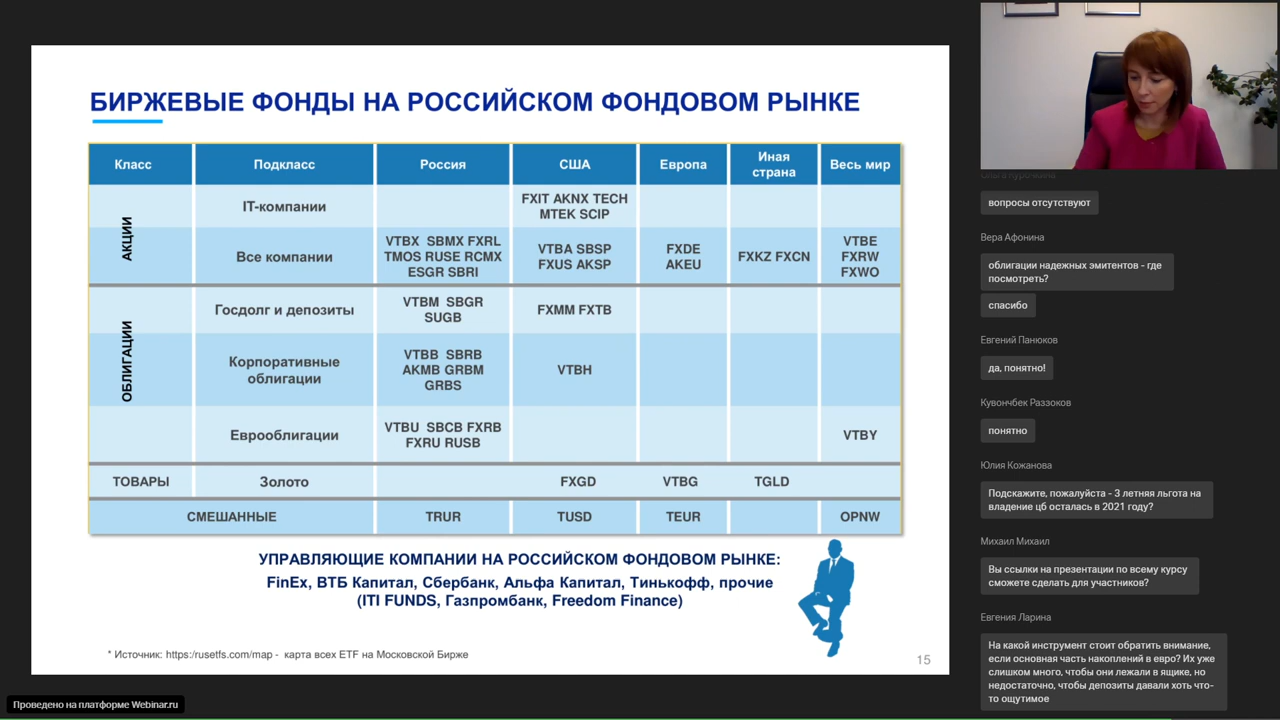 БИРЖЕВЫЕ ФОНДЫ НА РОССИЙСКОМ ФОНДОВОМ РЫНКЕ
Класс Подкласс Россия США Европа Иная страна Весь мир
АКЦИИ
IT-компании
FXIT AKNX TECH
MTEK SCIP
Все компании
VTBX SBMX FXRL
TMOS RUSE RCMX
ESGR SBRI
VTBA SBSP
FXUS AKSP
FXDE
AKEU
FXKZ FXCN
VTBE
FXRW
FXWO
ОБЛИГАЦИИ
Госдолг и депозиты
VTBM SBGR
SUGB
FXMM FXTB
Корпоративные
облигации
VTBB SBRB
AKMB GRBM
GRBS
VTBH
Еврооблигации
VTBU SBCB FXRB
FXRU RUSB
VTBY
ТОВАРЫ Золото FXGD VTBG TGLD
СМЕШАННЫЕ TRUR TUSD TEUR OPNW
УПРАВЛЯЮЩИЕ КОМПАНИИ НА РОССИЙСКОМ ФОНДОВОМ РЫНКЕ:
FinEx, ВТБ Капитал, Сбербанк, Альфа Капитал, Тинькофф, прочие
(ITI FUNDS, Газпромбанк, Freedom Finance)
* Источник: https:/rusetfs.com/map - карта всех ETF на Московской Бирже
15
Проведено на платформе Webinar.ru
вопросы отсутствуют
Вера Афонина
облигации надежных эмитентов - где
посмотреть?
спасибо
Евгений Панюков
да, понятно!
Кувончбек Раззоков
понятно
Юлия Кожанова
Подскажите, пожалуйста - 3 летняя льгота на
владение цб осталась в 2021 году?
Михаил Михаил
Вы ссылки на презентации по всему курсу
сможете сделать для участников?
Евгения Ларина
На какой инструмент стоит обратить внимание,
если основная часть накоплений в евро? Их уже
слишком много, чтобы они лежали в ящике, но
недостаточно, чтобы депозиты давали хоть что-
то ощутимое